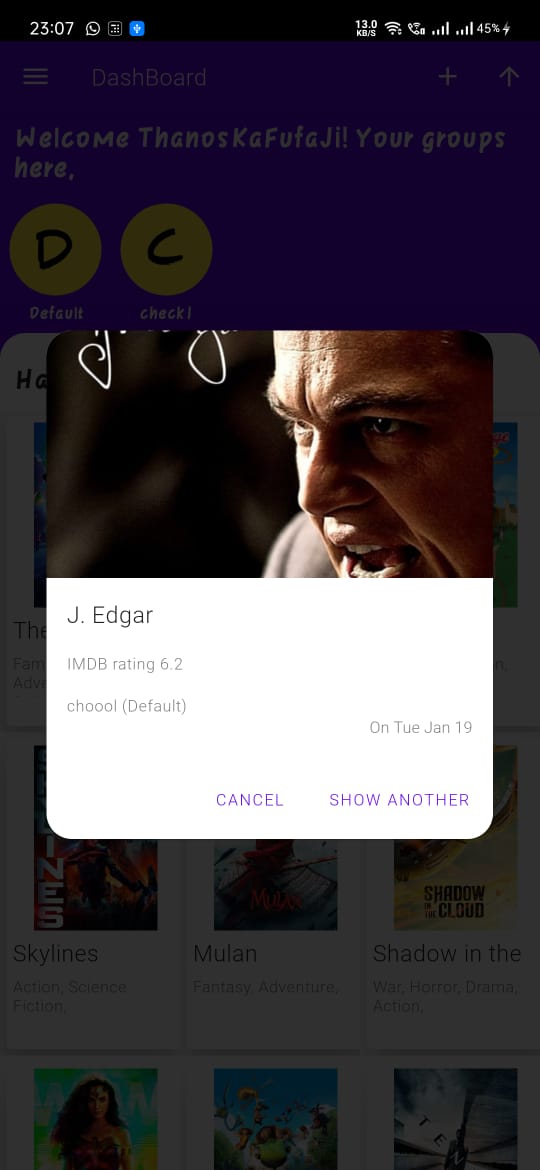 23:07
13.0
KB/S
45%
DashBoard
Welcome ThanosKaFufaJi! Your groups
here,
D
C
Default
check1
Ha
J. Edgar
IMDB rating 6.2
choool (Default)
On Tue Jan 19
CANCEL
SHOW ANOTHER
The
Fam
Adve
n,
LINES
MULAN
SHADOW
IN THE CLOUD
Skylines
Mulan
Shadow in the
Action, Science
Fiction,
Fantasy, Adventure,
War, Horror, Drama,
Action,
TEN